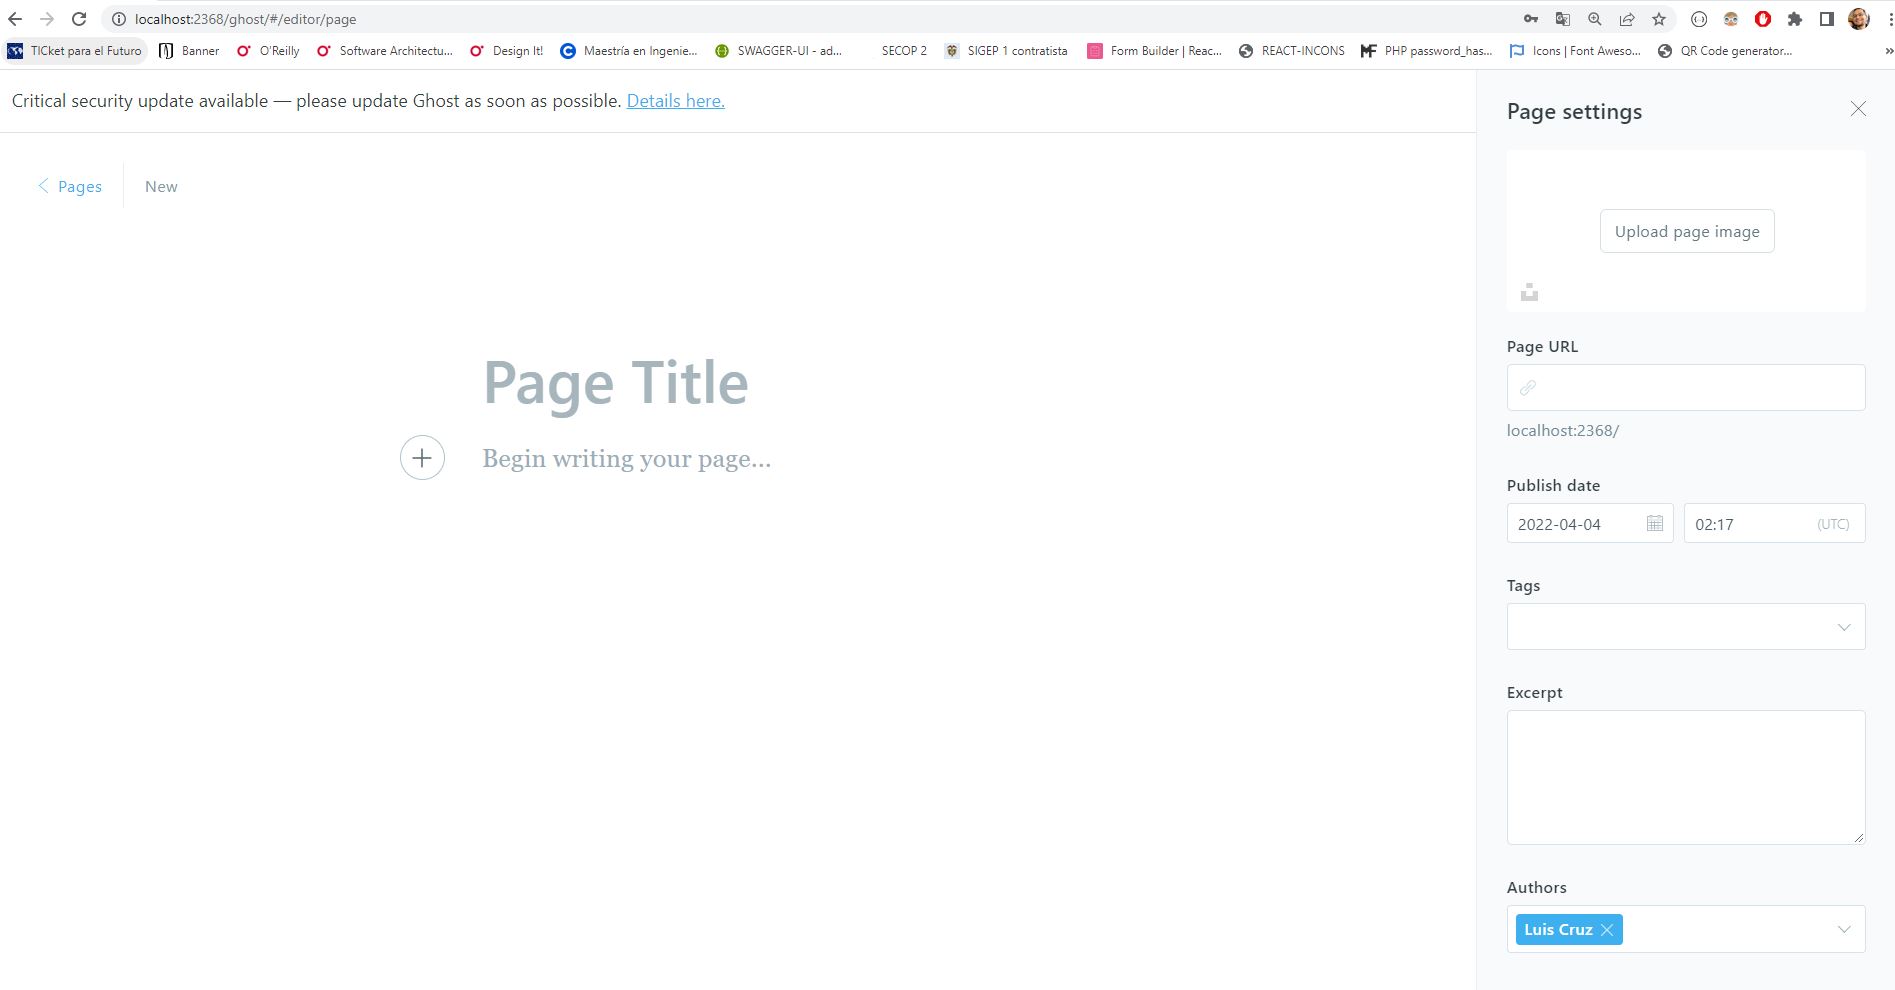 localhost:2368/ghost/#/editor/page
TICket para el Futuro
Banner
O'Reilly
Software Architectu...
Design It!
Maestría en Ingenie...
SWAGGER-UI - ad...
SECOP 2
SIGEP 1 contratista
Form Builder | Reac...
REACT-INCONS
PHP password_has...
Icons | Font Aweso...
QR Code generator...
»
Critical security update available — please update Ghost as soon as possible. Details here.
Pages
New
Page Title
Begin writing your page...
Page settings
Upload page image
Page URL
localhost:2368/
Publish date
2022-04-04
02:17 (UTC)
Tags
Excerpt
Authors
Luis Cruz